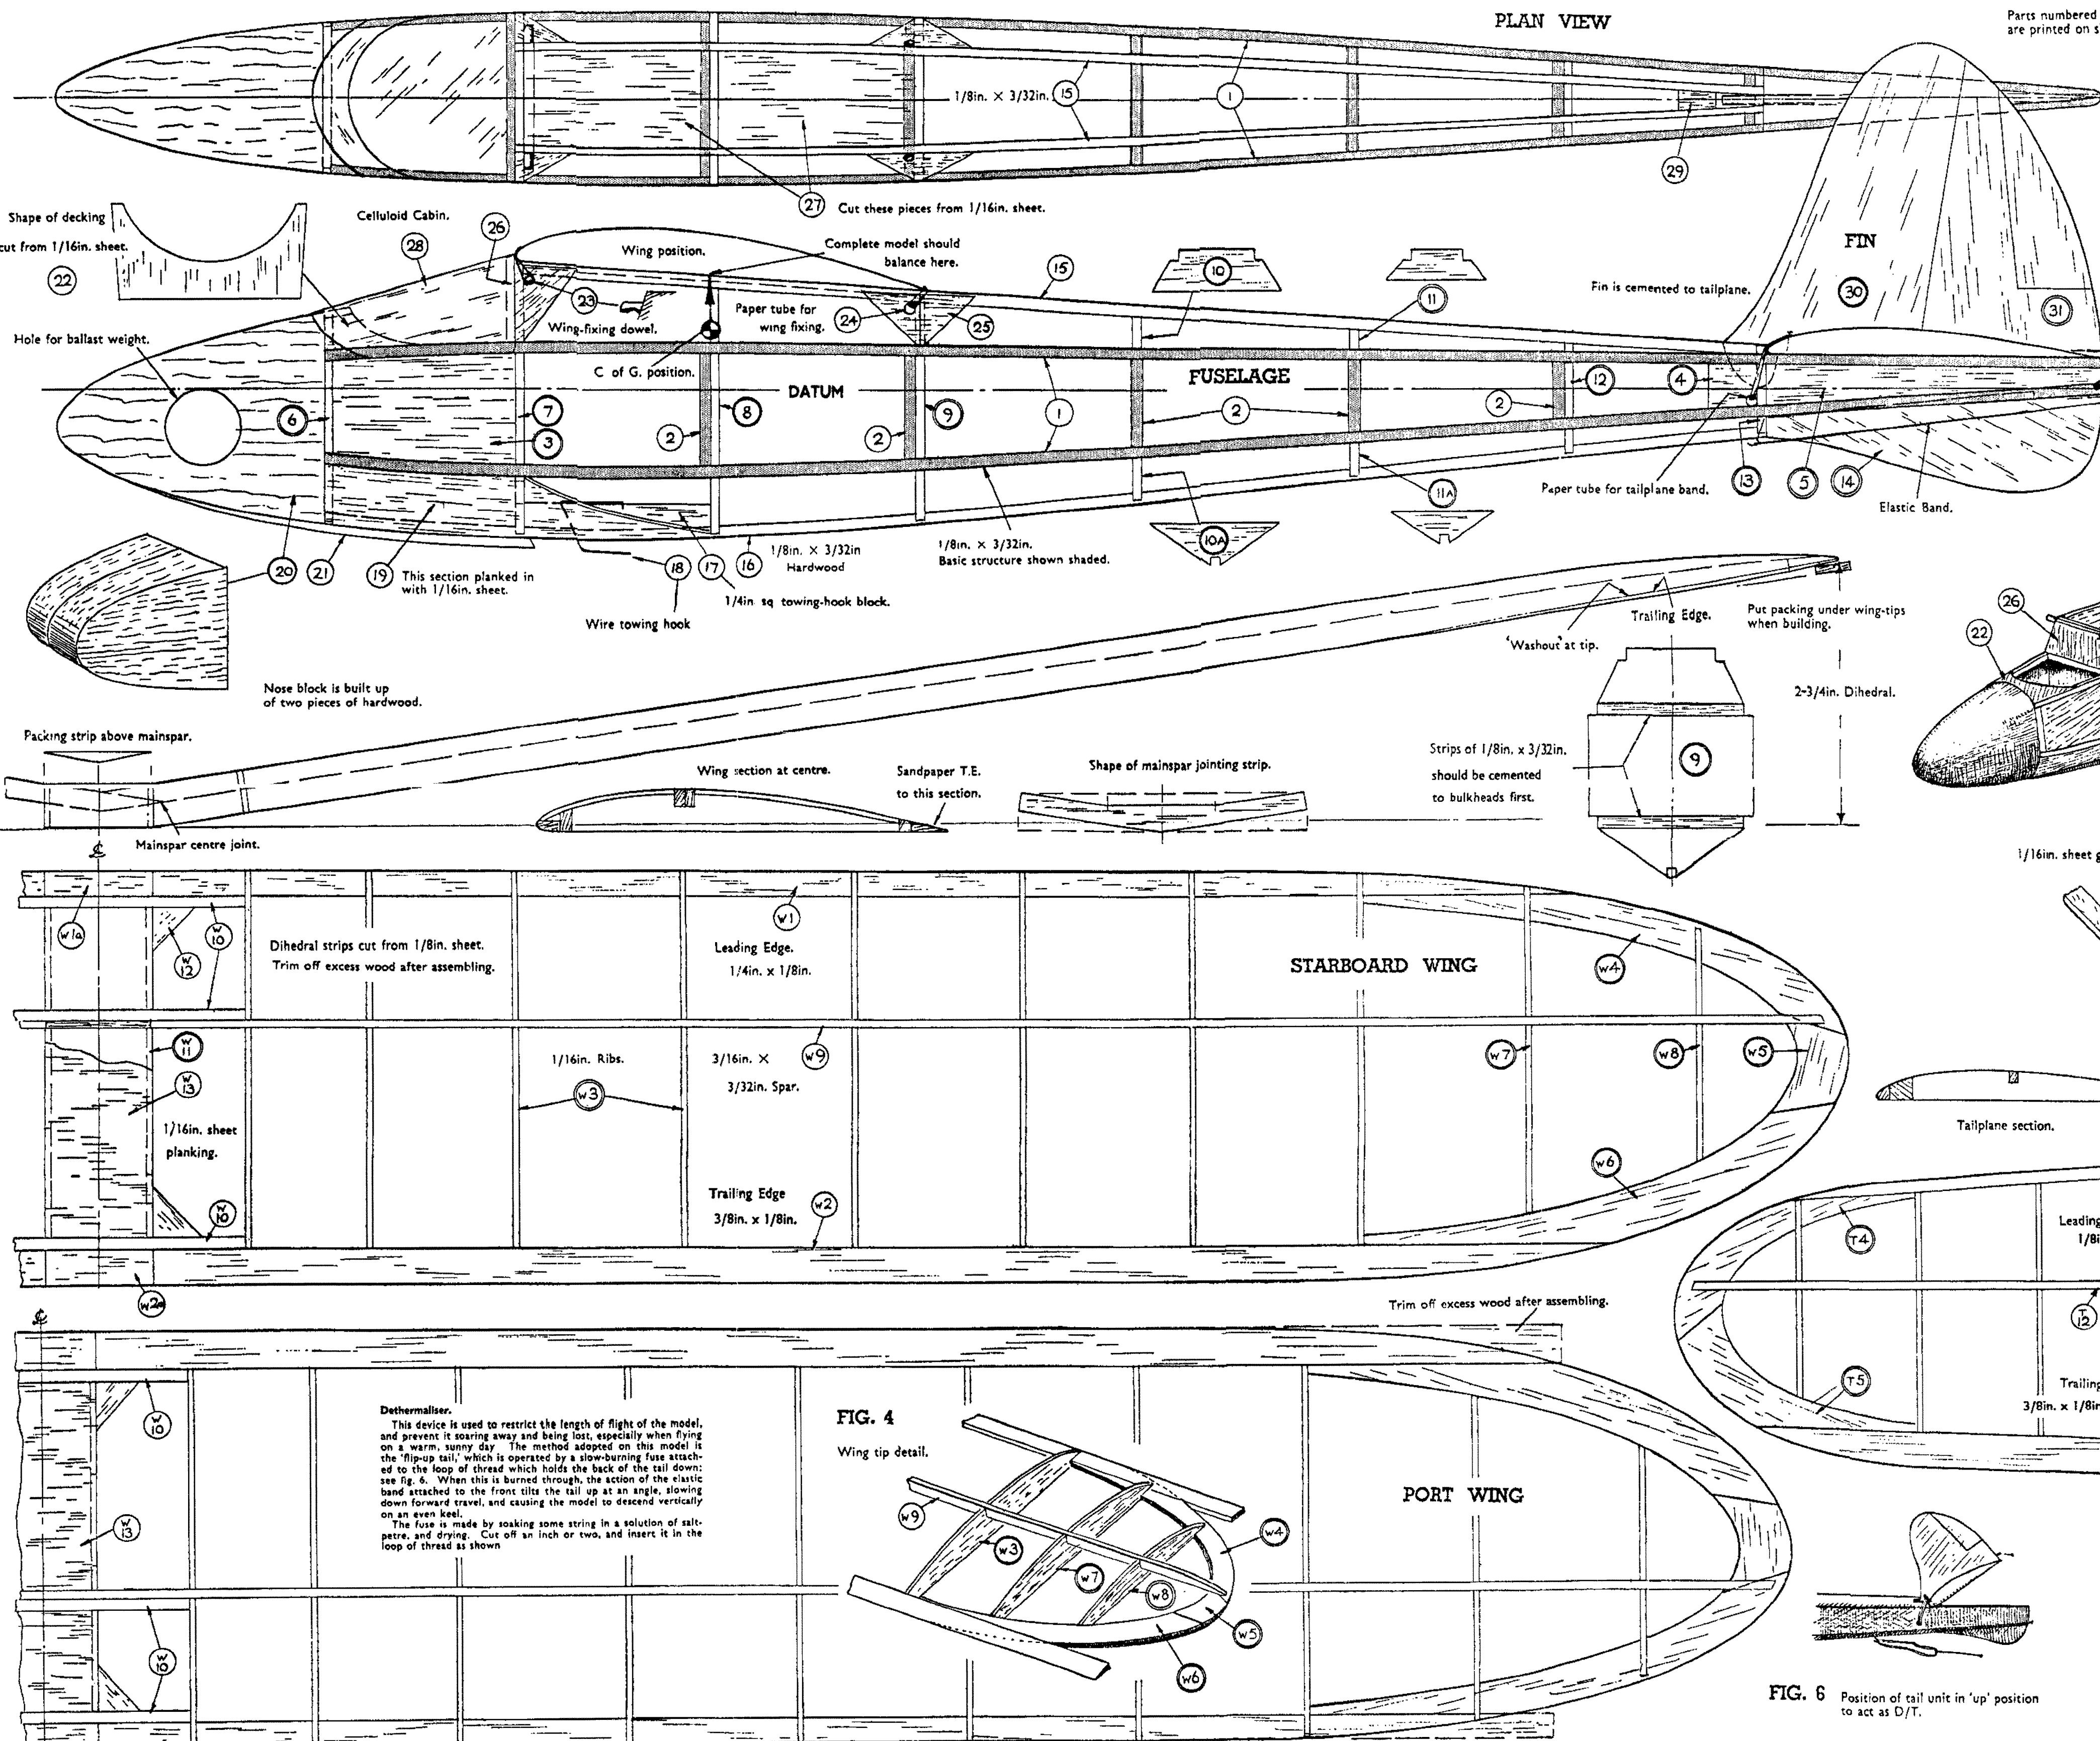 PLAN VIEW
Parts numbered
are printed on s
1/8in. × 3/32in.
15
1
29
27
Cut these pieces from 1/16in. sheet.
Shape of decking
cut from 1/16in. sheet.
22
Celluloid Cabin.
28
26
Wing position.
Complete model should
balance here.
23
Wing-fixing dowel.
Paper tube for
wing fixing.
24
25
15
10
11
Fin is cemented to tailplane.
FIN
30
31
Hole for ballast weight.
C of G. position.
DATUM
FUSELAGE
6
7
3
2
8
2
9
1
2
2
12
4
13
5
14
Paper tube for tailplane band.
Elastic Band.
20
21
19
This section planked in
with 1/16in. sheet.
18
17
16
1/8in. × 3/32in
Hardwood
1/4in sq towing-hook block.
Wire towing hook
1/8in. × 3/32in.
Basic structure shown shaded.
10A
11A
Nose block is built up
of two pieces of hardwood.
'Washout' at tip.
Trailing Edge.
Put packing under wing-tips
when building.
2-3/4in. Dihedral.
26
22
Packing strip above mainspar.
Mainspar centre joint.
Wing section at centre.
Sandpaper T.E.
to this section.
Shape of mainspar jointing strip.
Strips of 1/8in. x 3/32in.
should be cemented
to bulkheads first.
9
1/16in. sheet g
℄
w1a
W
12
W
10
Dihedral strips cut from 1/8in. sheet.
Trim off excess wood after assembling.
w1
Leading Edge.
1/4in. x 1/8in.
STARBOARD WING
w4
W
11
W
13
1/16in. sheet
planking.
1/16in. Ribs.
w3
3/16in. ×
3/32in. Spar.
w9
w7
w8
w5
w6
W
10
Trailing Edge
3/8in. x 1/8in.
w2
w2a
Tailplane section.
T4
Leading
1/8i
T
12
T5
Trailing
3/8in. x 1/8in
℄
Trim off excess wood after assembling.
W
10
W
13
W
10
Dethermaliser.
This device is used to restrict the length of flight of the model,
and prevent it soaring away and being lost, especially when flying
on a warm, sunny day The method adopted on this model is
the 'flip-up tail,' which is operated by a slow-burning fuse attach-
ed to the loop of thread which holds the back of the tail down;
see fig. 6. When this is burned through, the action of the elastic
band attached to the front tilts the tail up at an angle, slowing
down forward travel, and causing the model to descend vertically
on an even keel.
The fuse is made by soaking some string in a solution of salt-
petre, and drying. Cut off an inch or two, and insert it in the
loop of thread as shown
FIG. 4
Wing tip detail.
w9
w3
w7
w8
w4
w5
w6
PORT WING
FIG. 6 Position of tail unit in 'up' position
to act as D/T.